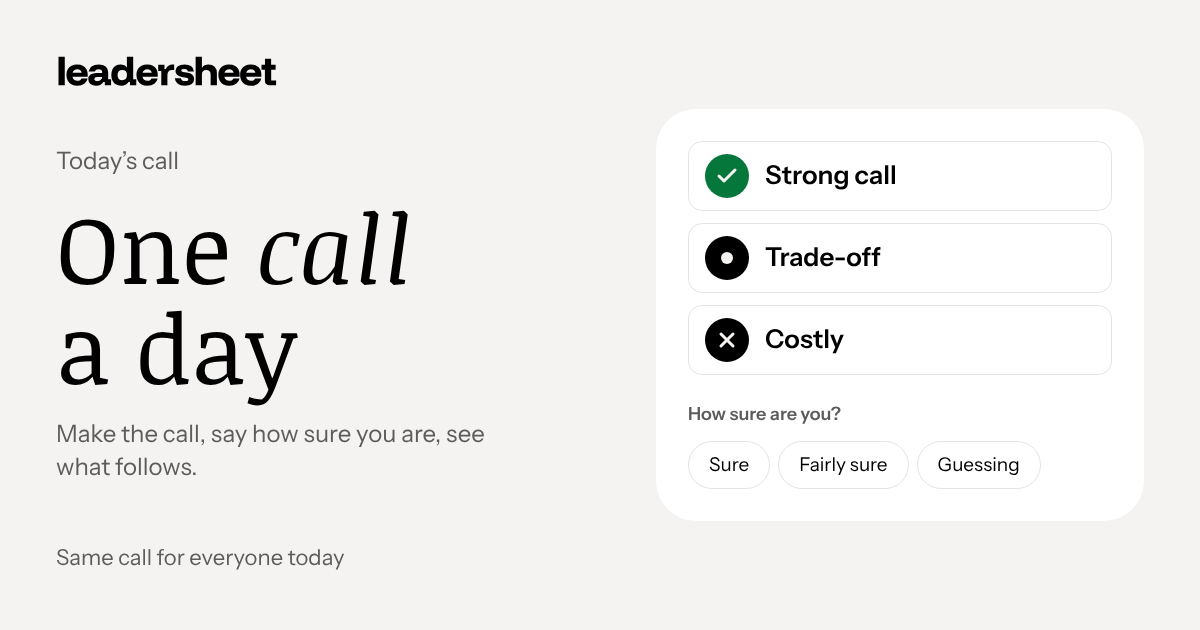 leadersheet
Today’s call
One call
a day
Make the call, say how sure you are, see
what follows.
Same call for everyone today
Strong call
Trade-off
Costly
How sure are you?
Sure
Fairly sure
Guessing